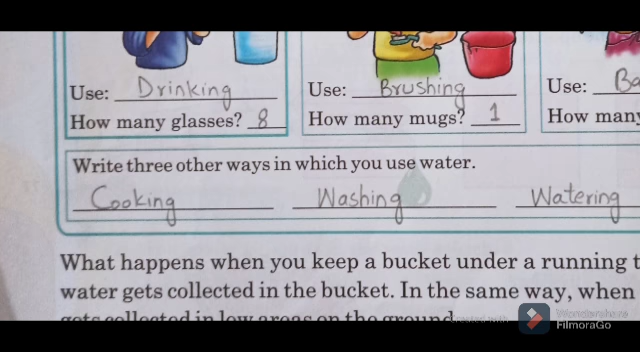 Use: Drinking Use: Brushing Use: Ba
How many glasses? 8 How many mugs? 1 How many
Write three other ways in which you use water.
Cooking Washing Watering
What happens when you keep a bucket under a running t
water gets collected in the bucket. In the same way, when
gets collected in low areas on the ground
Created with
Wondershare
FilmoraGo